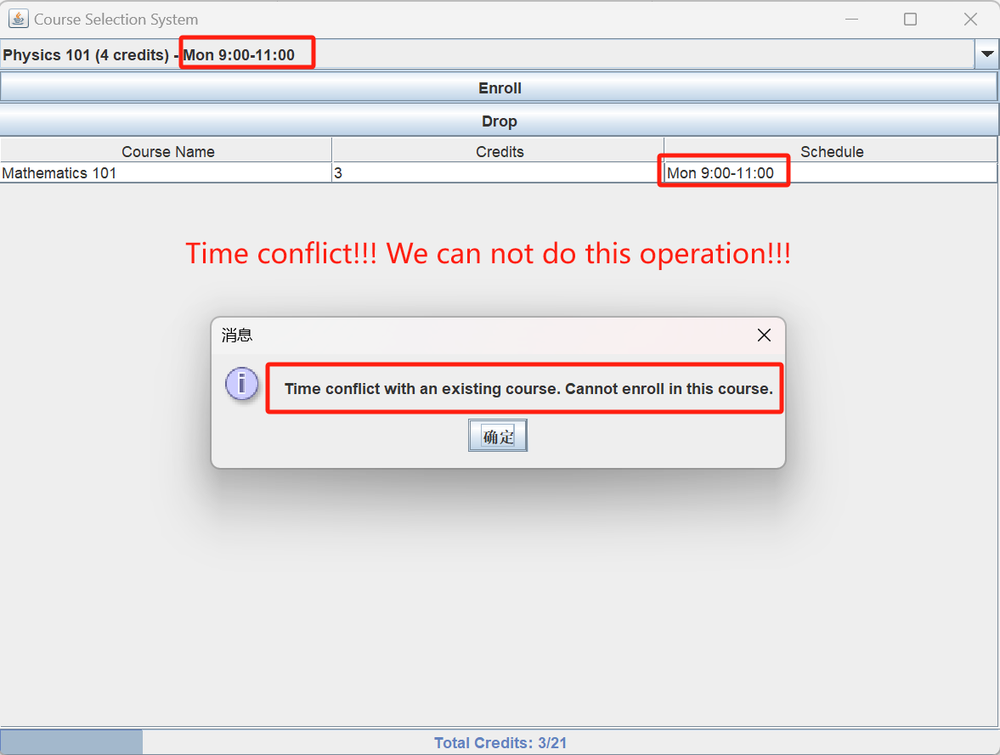 Course Selection System
Physics 101 (4 credits) - Mon 9:00-11:00
Enroll
Drop
Course Name Credits Schedule
Mathematics 101 3 Mon 9:00-11:00
Time conflict!!! We can not do this operation!!!
消息
Time conflict with an existing course. Cannot enroll in this course.
确定
Total Credits: 3/21